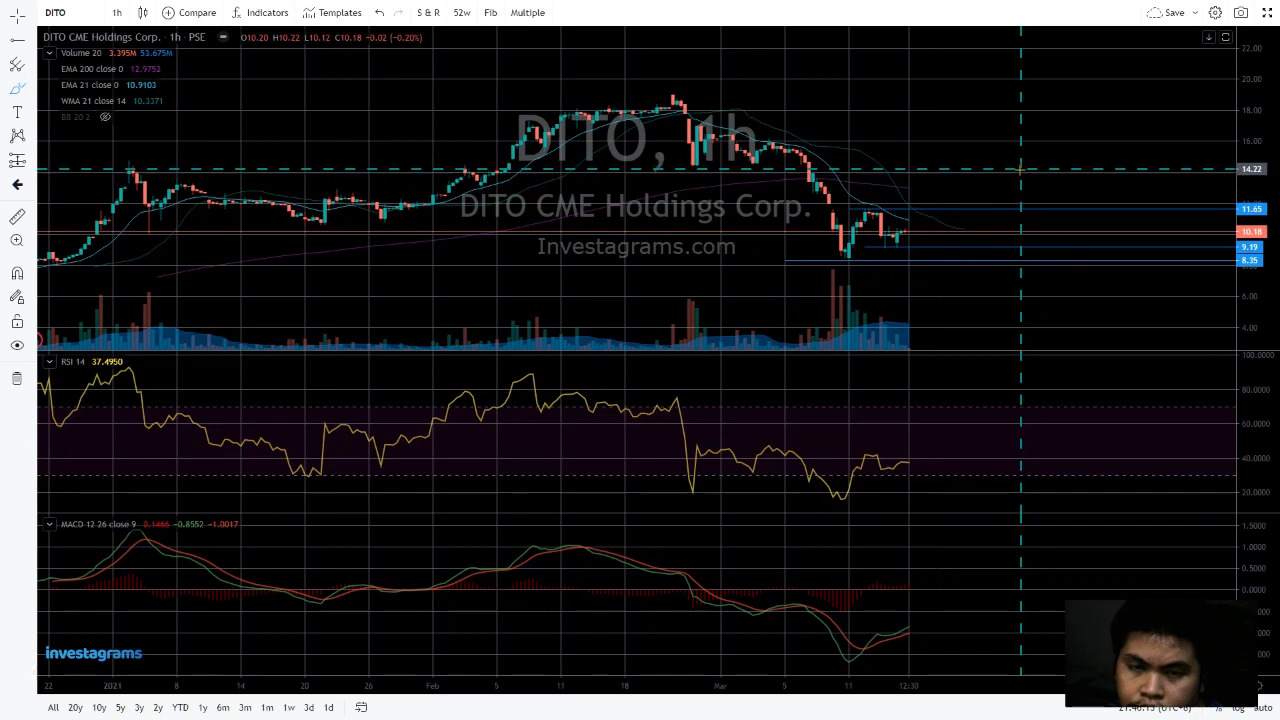 DITO 1h Compare Indicators Templates S & R 52w Fib Multiple Save
DITO CME Holdings Corp. · 1h · PSE O10.20 H10.22 L10.12 C10.18 -0.02 (-0.20%)
Volume 20 3.395M 53.675M
EMA 200 close 0 12.9752
EMA 21 close 0 10.9103
WMA 21 close 14 10.3371
BB 20 2
DITO, 1h
DITO CME Holdings Corp.
Investagrams.com
22.00
20.00
18.00
16.00
14.22
11.65
10.18
9.19
8.35
6.00
4.00
RSI 14 37.4950
100.0000
80.0000
60.0000
40.0000
20.0000
MACD 12 26 close 9 0.1466 -0.8552 -1.0017
1.5000
1.0000
0.5000
0.0000
investagrams
22 2021 8 14 20 26 Feb 5 11 18 Mar 5 11 12:30
All 20y 10y 5y 3y 2y YTD 1y 6m 3m 1m 1w 3d 1d % log auto